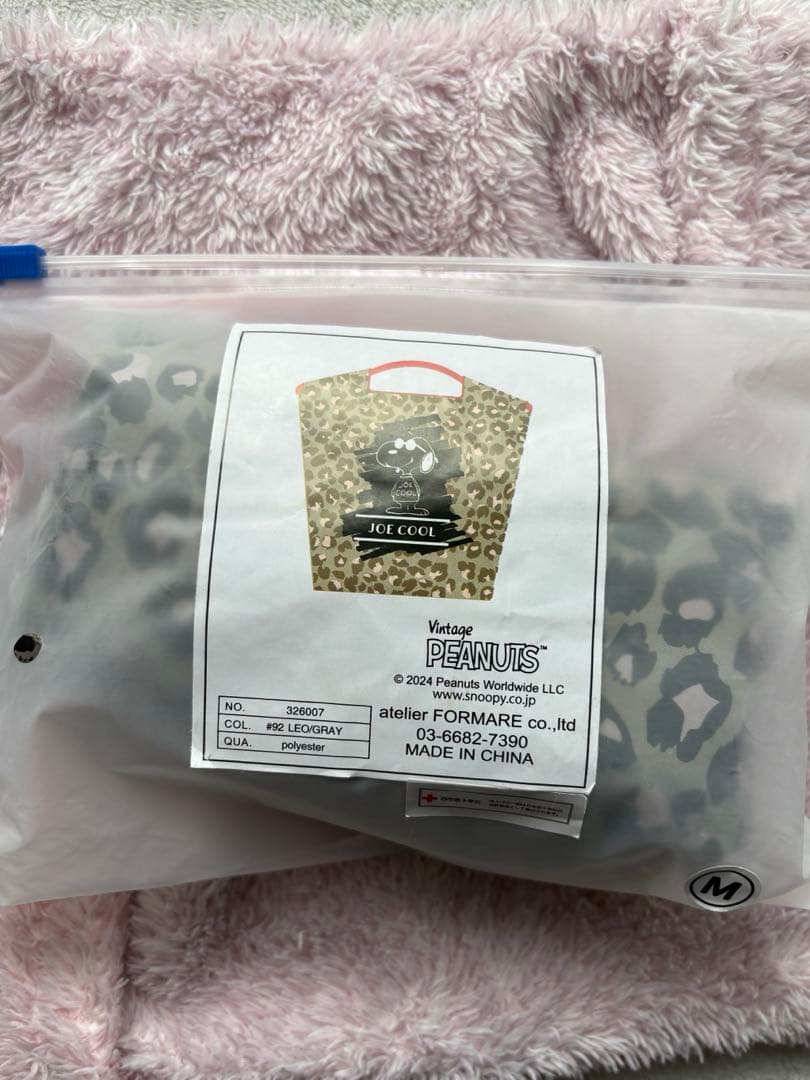 JOE
COOL
JOE COOL
Vintage
PEANUTS™
© 2024 Peanuts Worldwide LLC
www.snoopy.co.jp
NO. 326007
COL. #92 LEO/GRAY
QUA. polyester
atelier FORMARE co.,ltd
03-6682-7390
MADE IN CHINA
M